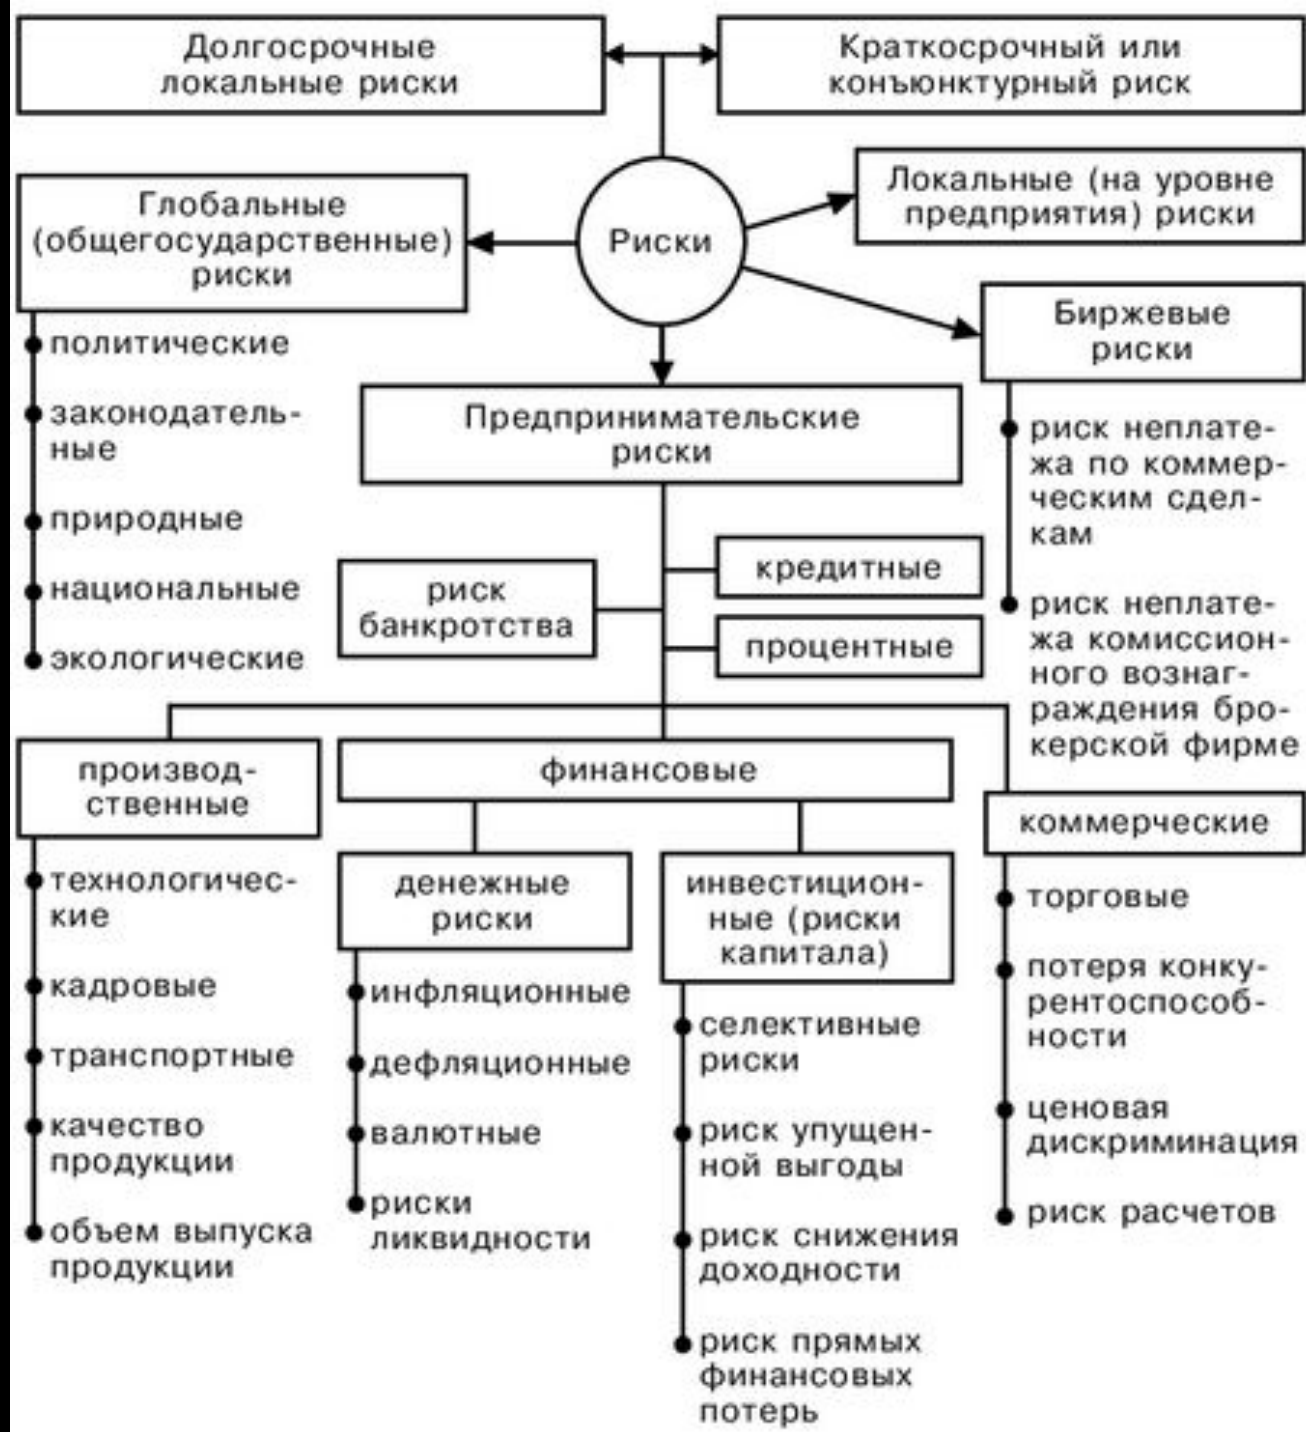 Долгосрочные
локальные риски
Краткосрочный или
конъюнктурный риск
Локальные (на уровне
предприятия) риски
Глобальные
(общегосударственные)
риски
Риски
Биржевые
риски
политические
законодатель-
ные
природные
национальные
экологические
Предпринимательские
риски
риск неплате-
жа по коммер-
ческим сдел-
кам
риск неплате-
жа комиссион-
ного вознаг-
раждения бро-
керской фирме
риск
банкротства
кредитные
процентные
производ-
ственные
технологичес-
кие
кадровые
транспортные
качество
продукции
объем выпуска
продукции
финансовые
денежные
риски
инфляционные
дефляционные
валютные
риски
ликвидности
инвестицион-
ные (риски
капитала)
селективные
риски
риск упущен-
ной выгоды
риск снижения
доходности
риск прямых
финансовых
потерь
коммерческие
торговые
потеря конку-
рентоспособ-
ности
ценовая
дискриминация
риск расчетов